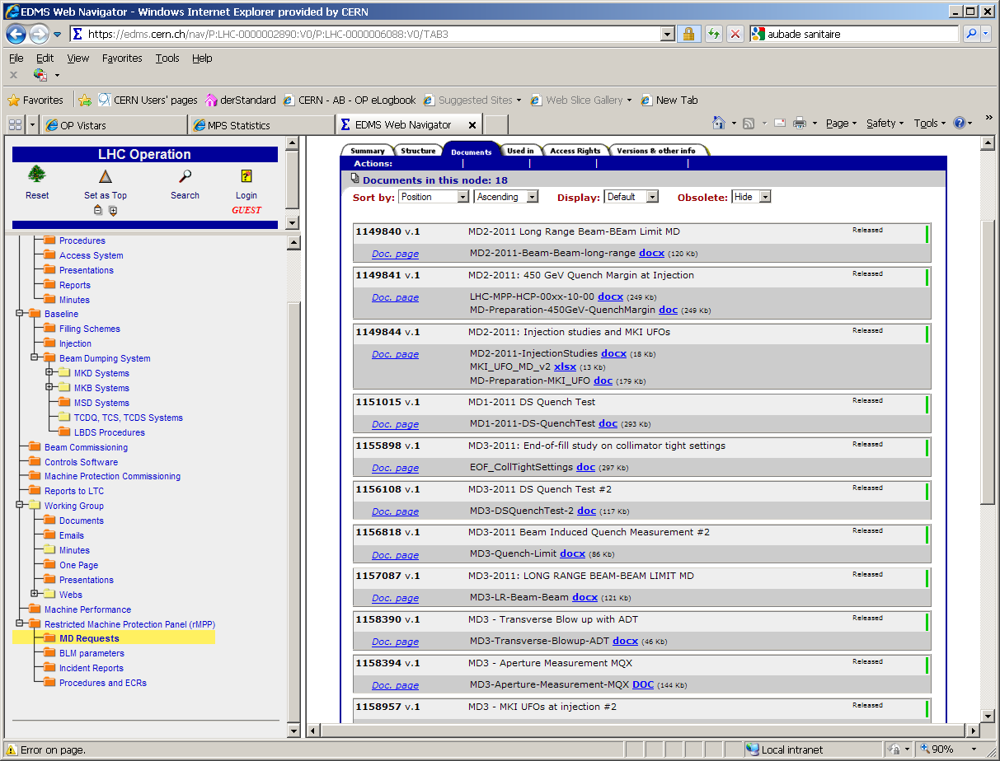 EDMS Web Navigator - Windows Internet Explorer provided by CERN
https://edms.cern.ch/nav/P:LHC-0000002890:V0/P:LHC-0000006088:V0/TAB3
aubade sanitaire
File Edit View Favorites Tools Help
Favorites CERN Users' pages derStandard CERN - AB - OP eLogbook Suggested Sites Web Slice Gallery New Tab
OP Vistars MPS Statistics EDMS Web Navigator Page Safety Tools
LHC Operation
Reset Set as Top Search Login
GUEST
Procedures
Access System
Presentations
Reports
Minutes
Baseline
Filling Schemes
Injection
Beam Dumping System
MKD Systems
MKB Systems
MSD Systems
TCDQ, TCS, TCDS Systems
LBDS Procedures
Beam Commissioning
Controls Software
Machine Protection Commissioning
Reports to LTC
Working Group
Documents
Emails
Minutes
One Page
Presentations
Webs
Machine Performance
Restricted Machine Protection Panel (rMPP)
MD Requests
BLM parameters
Incident Reports
Procedures and ECRs
Summary Structure Documents Used in Access Rights Versions & other info
Actions:
Documents in this node: 18
Sort by: Position Ascending Display: Default Obsolete: Hide
1149840 v.1 MD2-2011 Long Range Beam-BEam Limit MD Released
Doc. page MD2-2011-Beam-Beam-long-range docx (120 Kb)
1149841 v.1 MD2-2011: 450 GeV Quench Margin at Injection Released
Doc. page LHC-MPP-HCP-00xx-10-00 docx (249 Kb)
MD-Preparation-450GeV-QuenchMargin doc (249 Kb)
1149844 v.1 MD2-2011: Injection studies and MKI UFOs Released
Doc. page MD2-2011-InjectionStudies docx (18 Kb)
MKI_UFO_MD_v2 xlsx (13 Kb)
MD-Preparation-MKI_UFO doc (179 Kb)
1151015 v.1 MD1-2011 DS Quench Test Released
Doc. page MD1-2011-DS-QuenchTest doc (293 Kb)
1155898 v.1 MD3-2011: End-of-fill study on collimator tight settings Released
Doc. page EOF_CollTightSettings doc (297 Kb)
1156108 v.1 MD3-2011 DS Quench Test #2 Released
Doc. page MD3-DSQuenchTest-2 doc (117 Kb)
1156818 v.1 MD3-2011 Beam Induced Quench Measurement #2 Released
Doc. page MD3-Quench-Limit docx (86 Kb)
1157087 v.1 MD3-2011: LONG RANGE BEAM-BEAM LIMIT MD Released
Doc. page MD3-LR-Beam-Beam docx (121 Kb)
1158390 v.1 MD3 - Transverse Blow up with ADT Released
Doc. page MD3-Transverse-Blowup-ADT docx (46 Kb)
1158394 v.1 MD3 - Aperture Measurement MQX Released
Doc. page MD3-Aperture-Measurement-MQX DOC (144 Kb)
1158957 v.1 MD3 - MKI UFOs at injection #2 Released
Error on page. Local intranet 90%